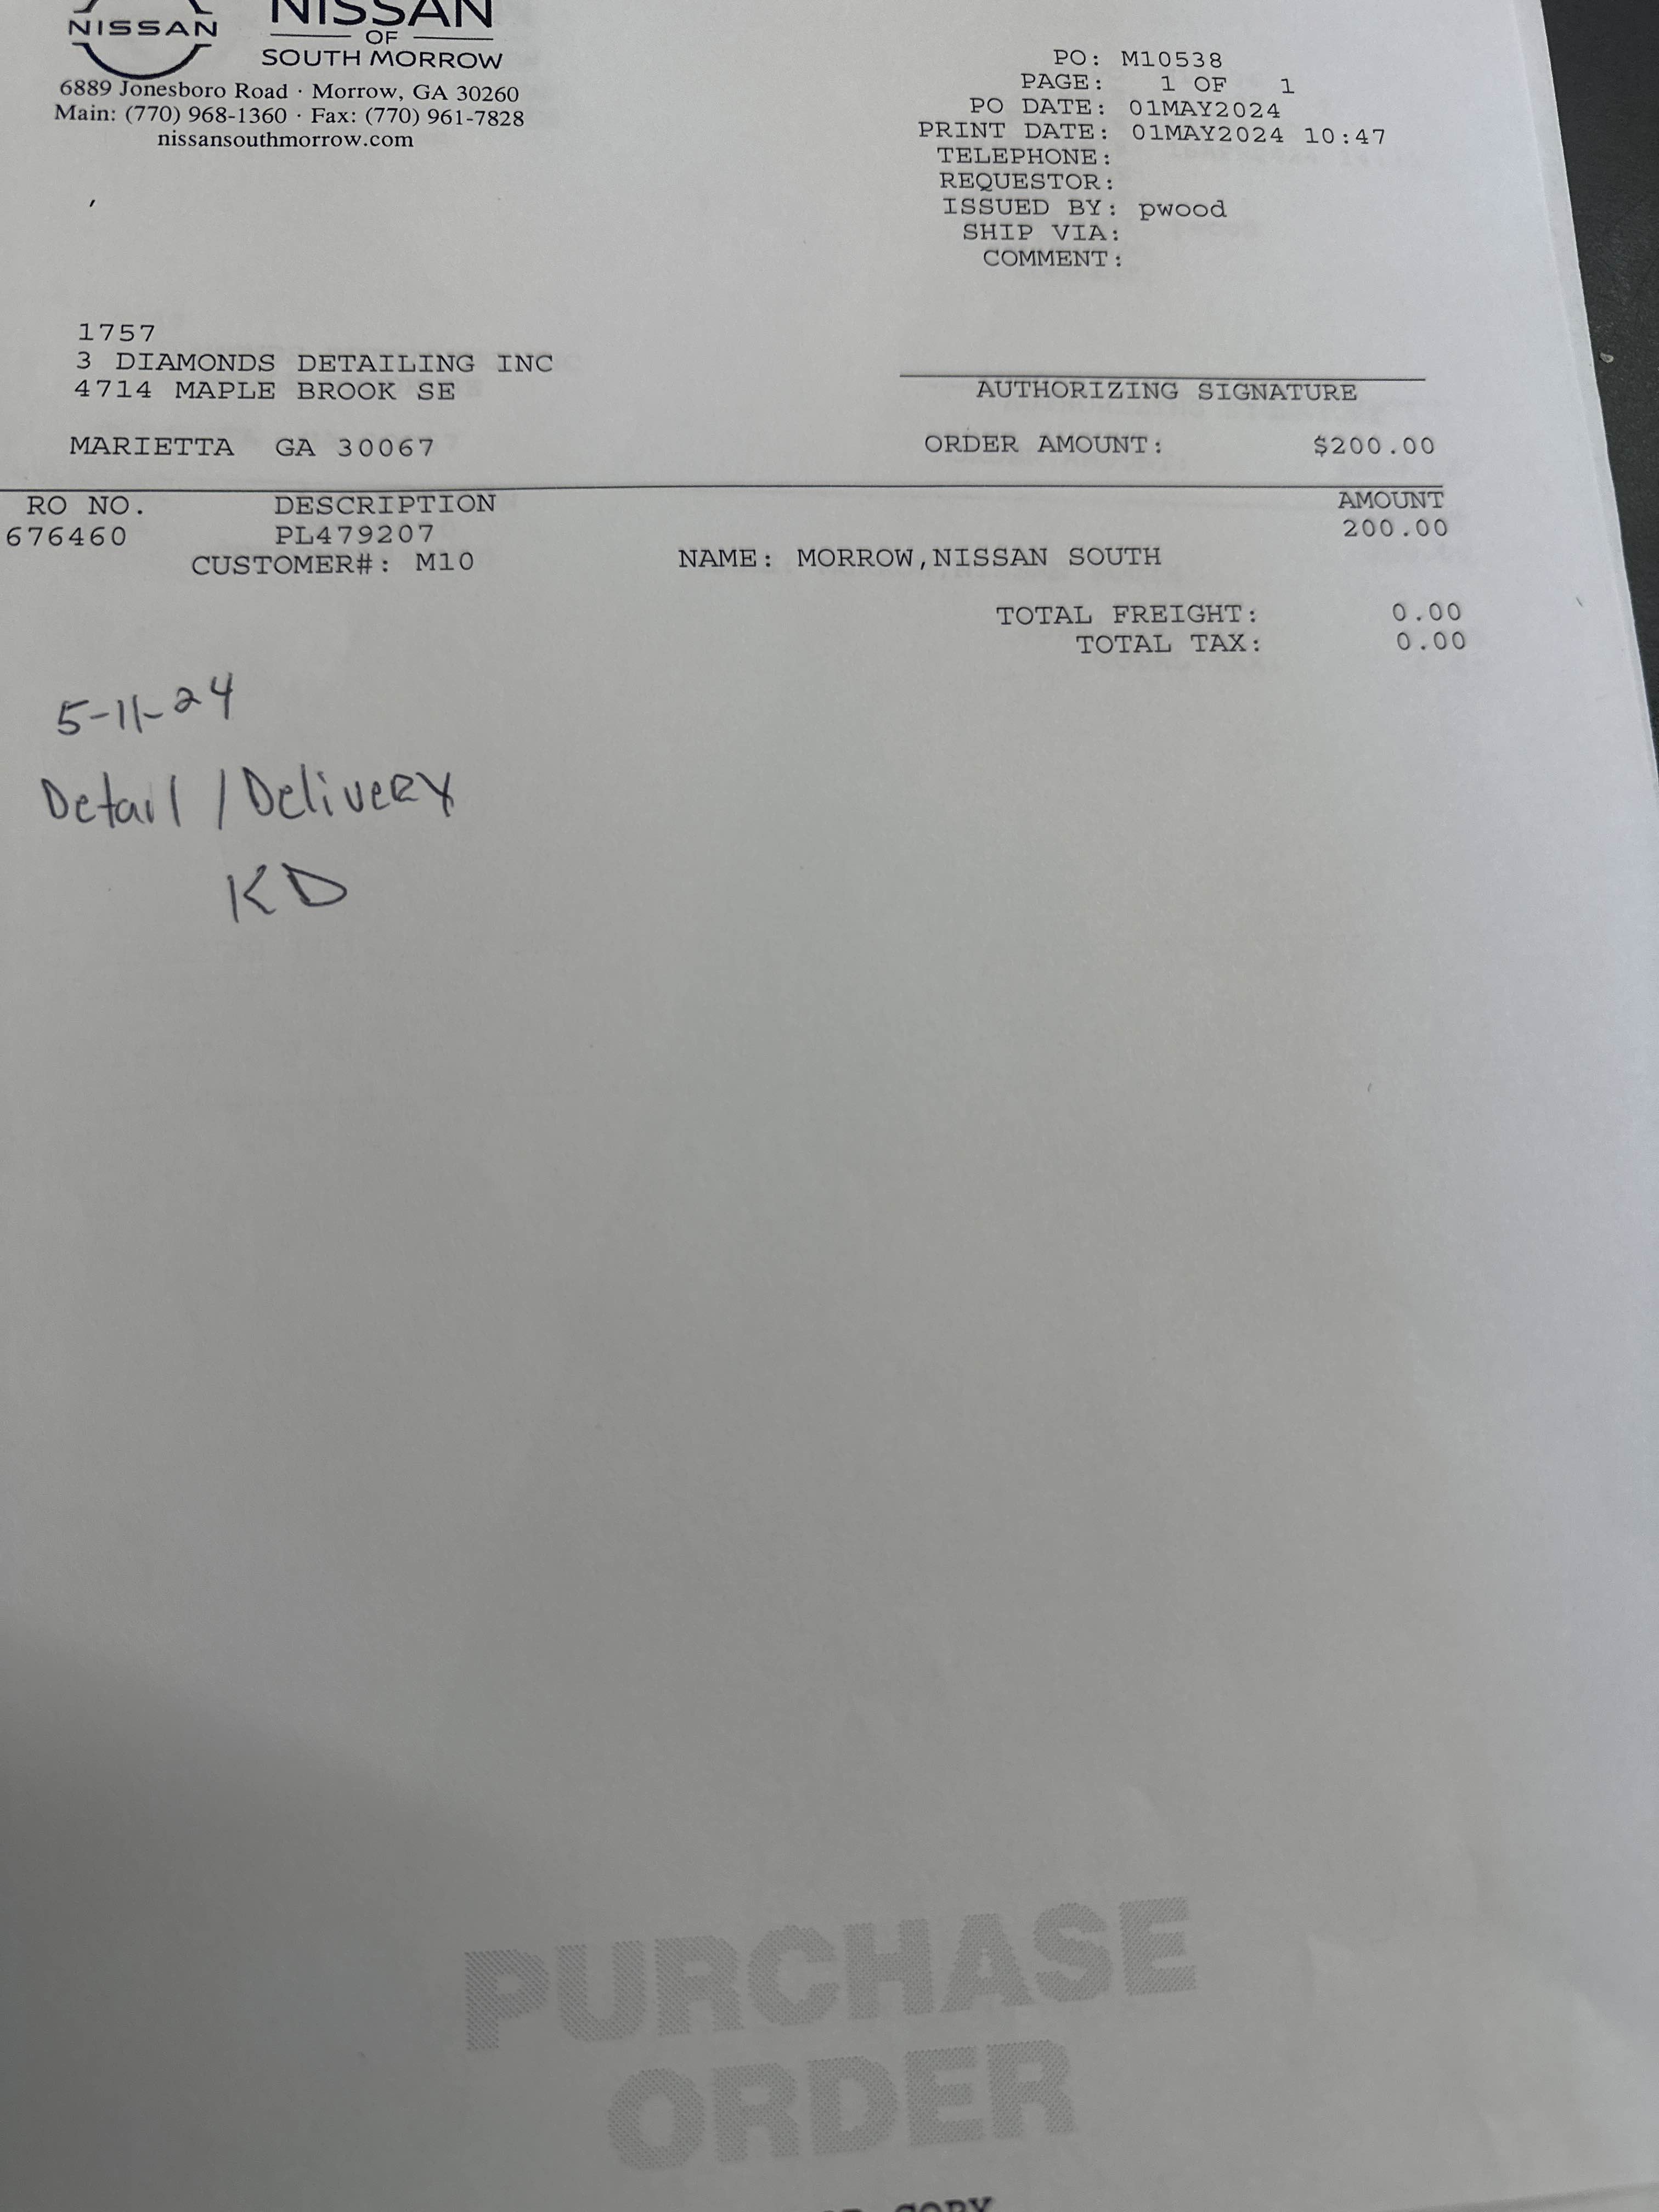 NISSAN
NISSAN
OF
SOUTH MORROW
6889 Jonesboro Road · Morrow, GA 30260
Main: (770) 968-1360 · Fax: (770) 961-7828
nissansouthmorrow.com
PO: M10538
PAGE: 1 OF 1
PO DATE: 01MAY2024
PRINT DATE: 01MAY2024 10:47
TELEPHONE:
REQUESTOR:
ISSUED BY: pwood
SHIP VIA:
COMMENT:
1757
3 DIAMONDS DETAILING INC
4714 MAPLE BROOK SE
MARIETTA GA 30067
AUTHORIZING SIGNATURE
ORDER AMOUNT: $200.00
RO NO. DESCRIPTION AMOUNT
676460 PL479207 200.00
CUSTOMER#: M10 NAME: MORROW,NISSAN SOUTH
TOTAL FREIGHT: 0.00
TOTAL TAX: 0.00
5-11-24
Detail / Delivery
KD
PURCHASE
ORDER
COPY